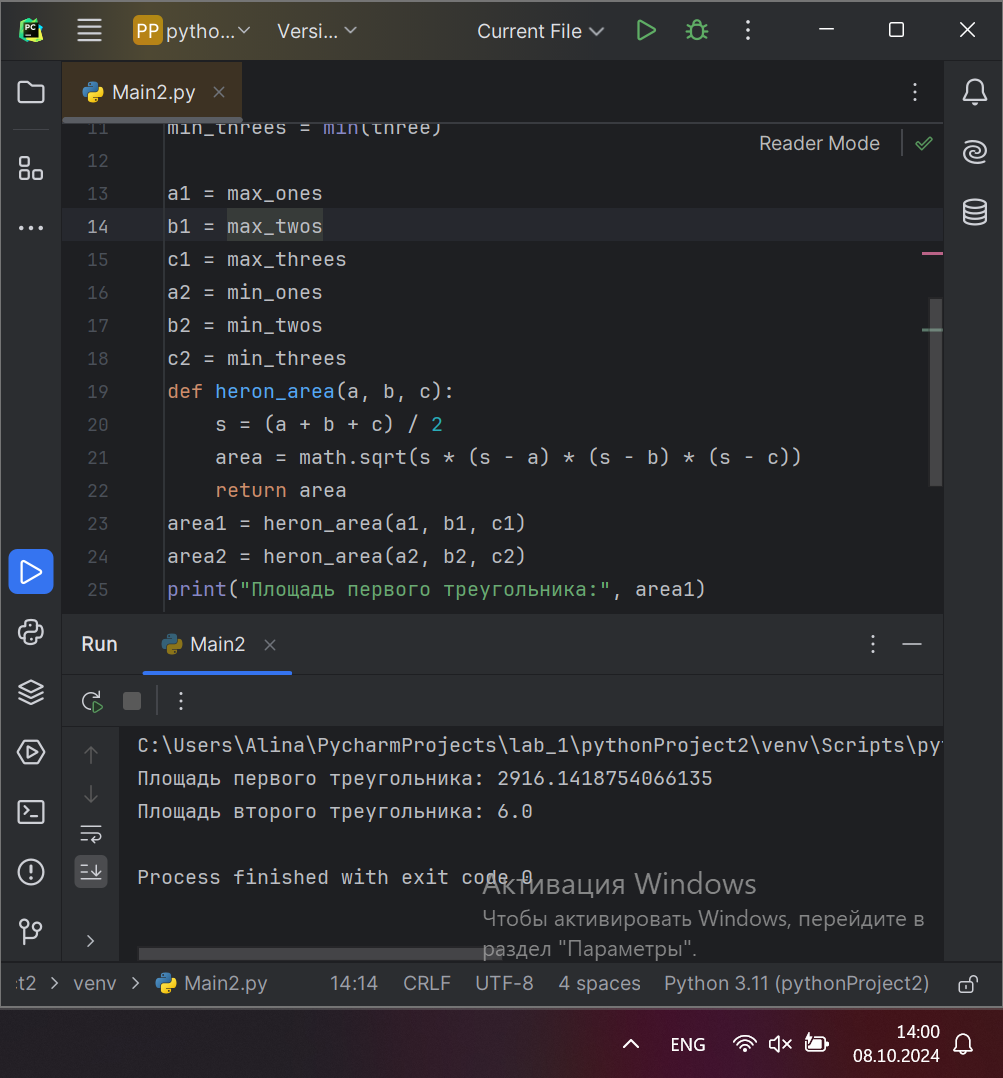 PC
PP pytho... Versi... Current File
Main2.py
Reader Mode
11 min_threes = min(three)
12
13 a1 = max_ones
14 b1 = max_twos
15 c1 = max_threes
16 a2 = min_ones
17 b2 = min_twos
18 c2 = min_threes
19 def heron_area(a, b, c):
20 s = (a + b + c) / 2
21 area = math.sqrt(s * (s - a) * (s - b) * (s - c))
22 return area
23 area1 = heron_area(a1, b1, c1)
24 area2 = heron_area(a2, b2, c2)
25 print("Площадь первого треугольника:", area1)
Run Main2
C:\Users\Alina\PycharmProjects\lab_1\pythonProject2\venv\Scripts\py
Площадь первого треугольника: 2916.1418754066135
Площадь второго треугольника: 6.0
Process finished with exit code 0
Активация Windows
Чтобы активировать Windows, перейдите в
раздел "Параметры".
:t2 > venv > Main2.py 14:14 CRLF UTF-8 4 spaces Python 3.11 (pythonProject2)
ENG 14:00
08.10.2024